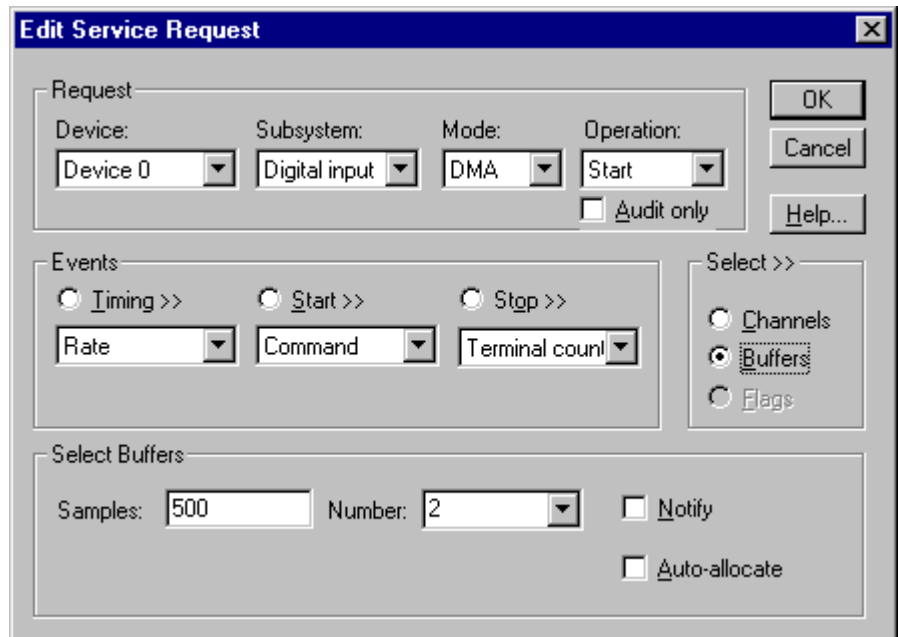 Edit Service Request
Request
Device: Subsystem: Mode: Operation:
Device 0 Digital input DMA Start
Audit only
OK
Cancel
Help...
Events
Timing >> Start >> Stop >>
Rate Command Terminal count
Select >>
Channels
Buffers
Flags
Select Buffers
Samples: 500 Number: 2 Notify
Auto-allocate